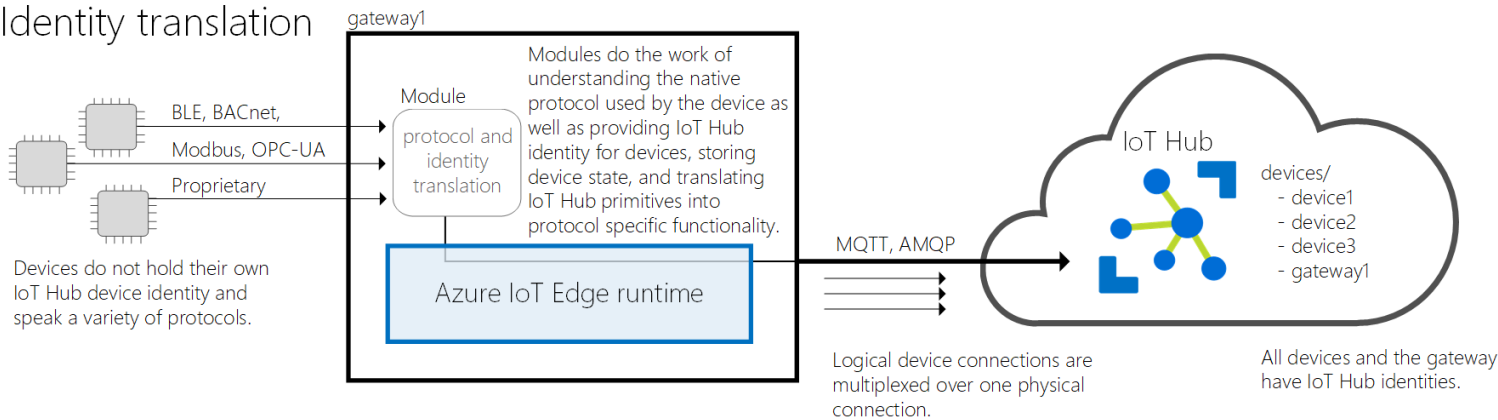 Identity translation
gateway1
BLE, BACnet,
Modbus, OPC-UA
Proprietary
Devices do not hold their own
IoT Hub device identity and
speak a variety of protocols.
Module
protocol and
identity
translation
Modules do the work of
understanding the native
protocol used by the device as
well as providing IoT Hub
identity for devices, storing
device state, and translating
IoT Hub primitives into
protocol specific functionality.
Azure IoT Edge runtime
MQTT, AMQP
Logical device connections are
multiplexed over one physical
connection.
IoT Hub
devices/
- device1
- device2
- device3
- gateway1
All devices and the gateway
have IoT Hub identities.